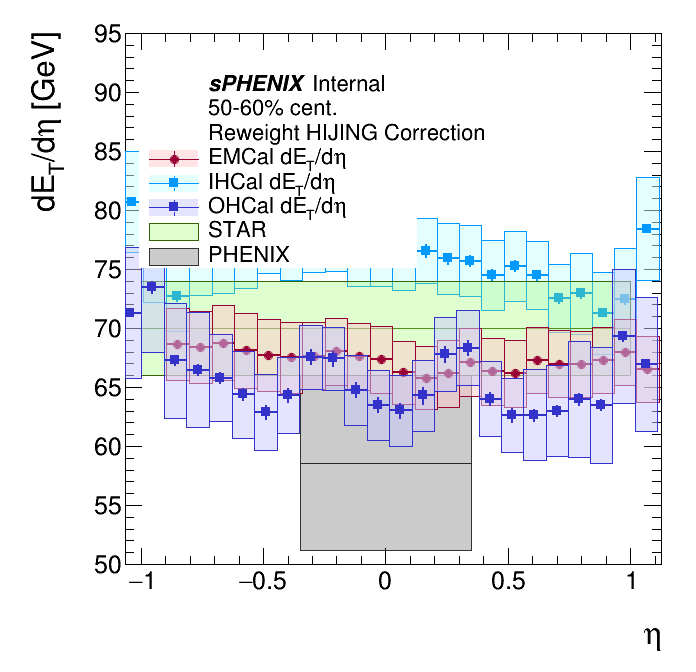 dE_T/dη [GeV]
95
90
85
80
75
70
65
60
55
50
sPHENIX Internal
50-60% cent.
Reweight HIJING Correction
EMCal dE_T/dη
IHCal dE_T/dη
OHCal dE_T/dη
STAR
PHENIX
−1 −0.5 0 0.5 1
η